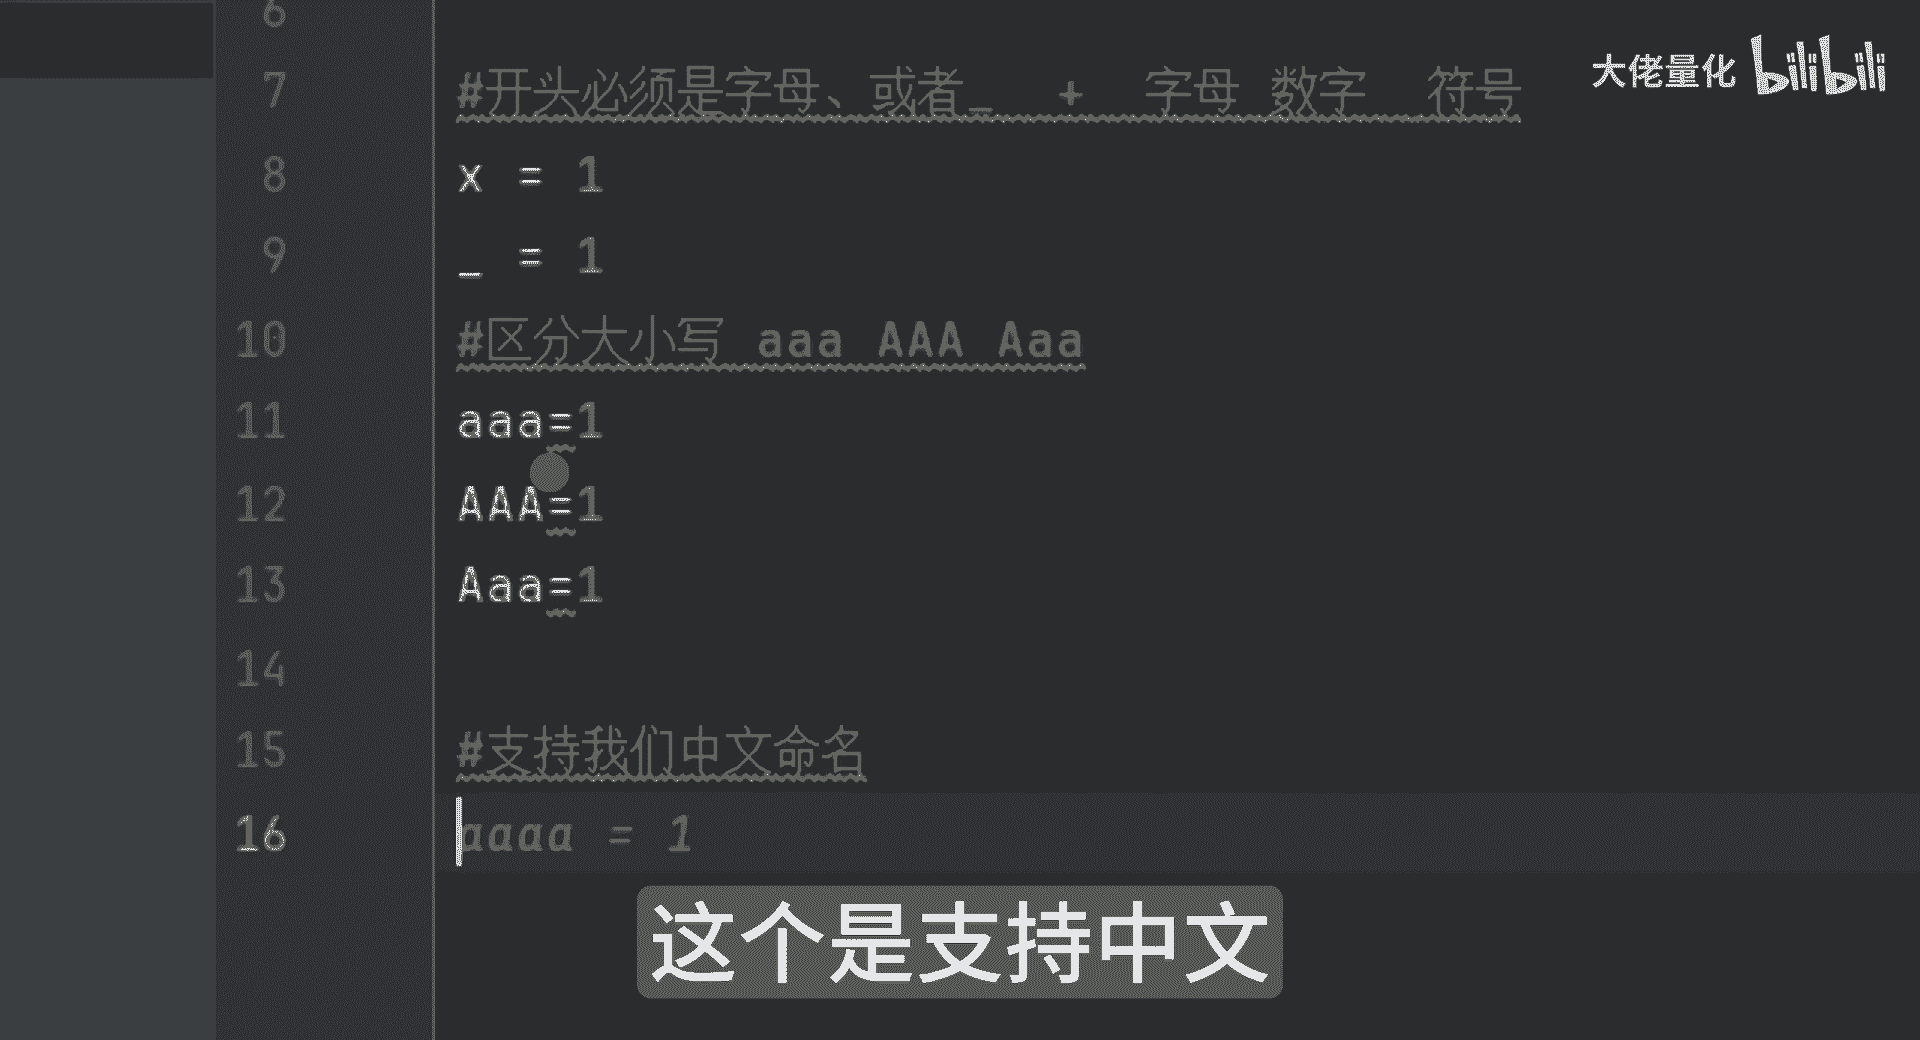 6
大佬量化 bilibili
7 #开头必须是字母、或者_ + 字母 数字 符号
8 x = 1
9 _ = 1
10 #区分大小写 aaa AAA Aaa
11 aaa=1
12 AAA=1
13 Aaa=1
14
15 #支持我们中文命名
16 aaaa = 1
这个是支持中文